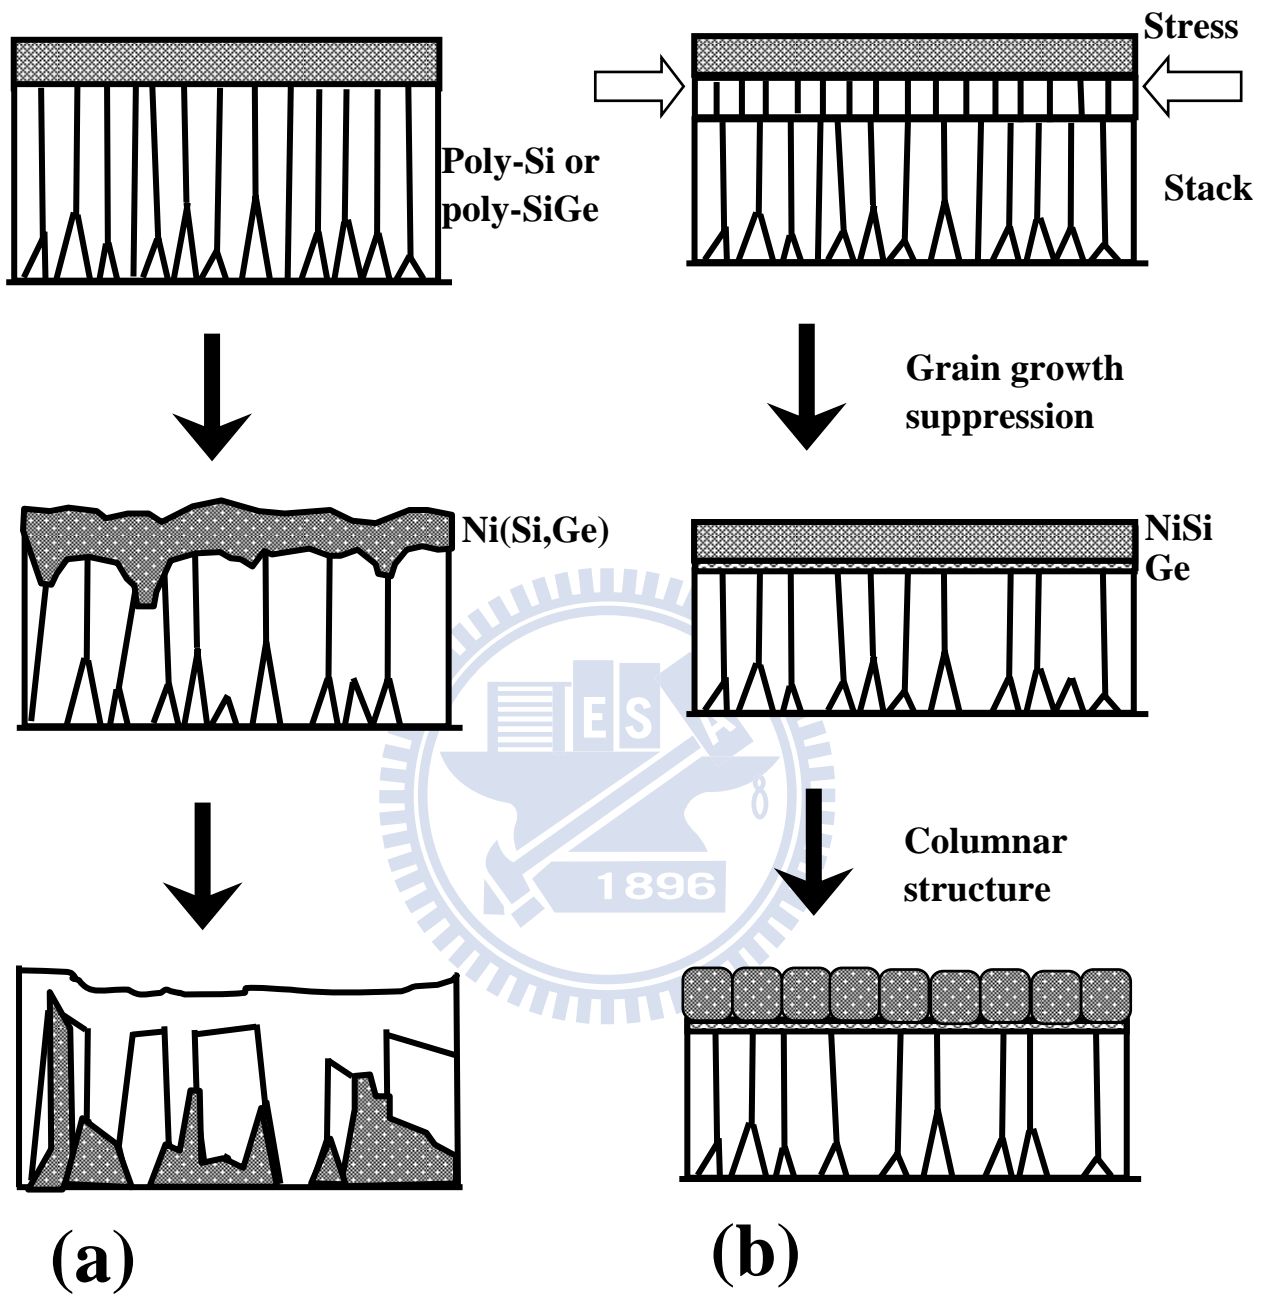 Stress
Poly-Si or
poly-SiGe
Stack
Grain growth
suppression
Ni(Si,Ge)
NiSi
Ge
E S A
1896
Columnar
structure
(a)
(b)